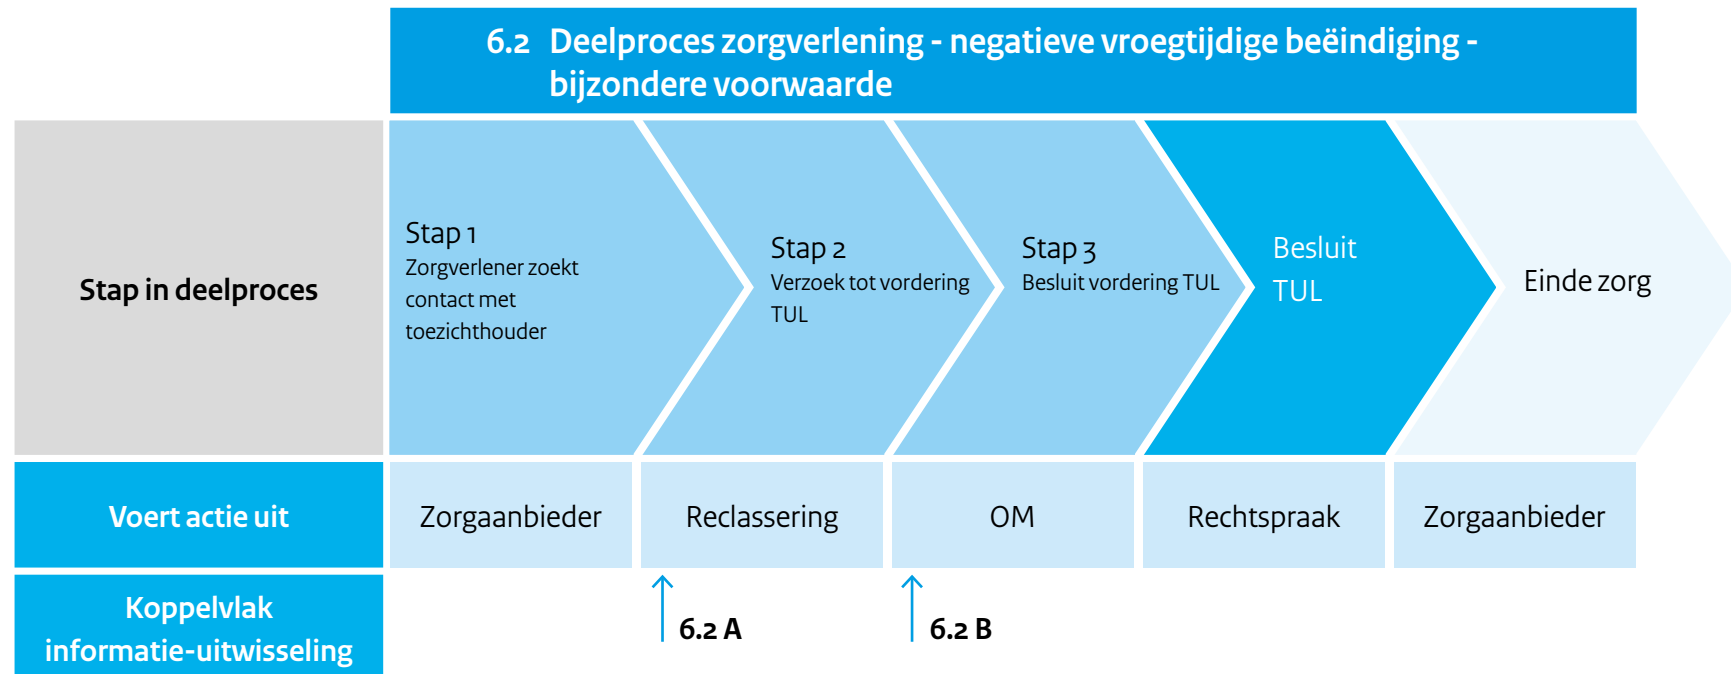 6.2 Deelproces zorgverlening - negatieve vroegtijdige beëindiging -
bijzondere voorwaarde
Stap in deelproces
Stap 1
Zorgverlener zoekt
contact met
toezichthouder
Stap 2
Verzoek tot vordering
TUL
Stap 3
Besluit vordering TUL
Besluit
TUL
Einde zorg
Voert actie uit
Zorgaanbieder
Reclassering
OM
Rechtspraak
Zorgaanbieder
Koppelvlak
informatie-uitwisseling
6.2 A
6.2 B